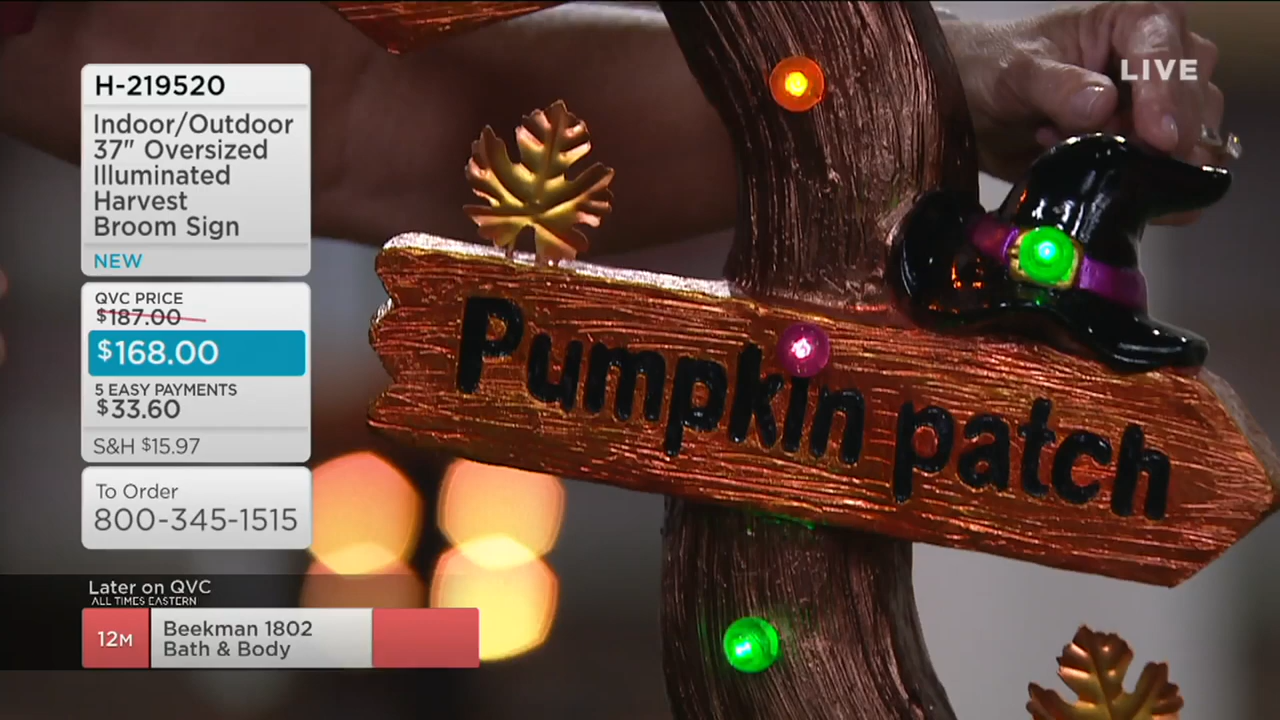 LIVE
H-219520
Indoor/Outdoor
37" Oversized
Illuminated
Harvest
Broom Sign
NEW
QVC PRICE
$187.00
$168.00
5 EASY PAYMENTS
$33.60
S&H $15.97
To Order
800-345-1515
Later on QVC
ALL TIMES EASTERN
12M
Beekman 1802
Bath & Body
Pumpkin patch